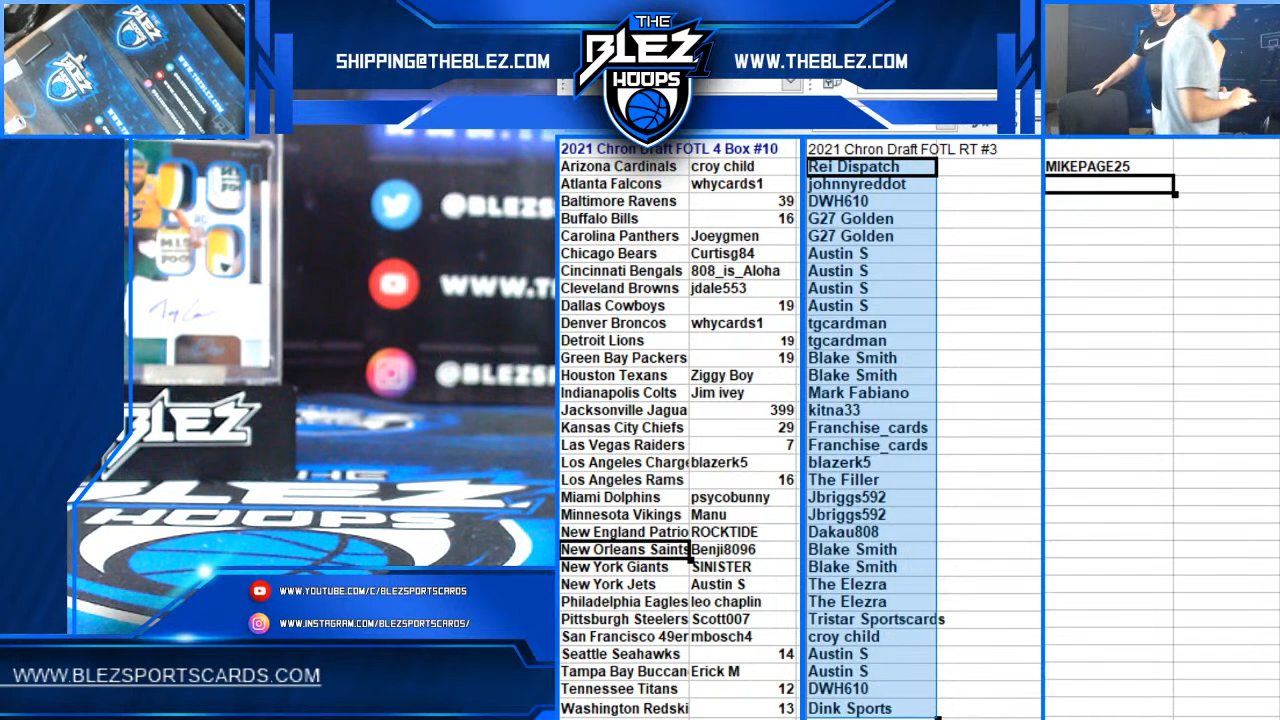 SHIPPING@THEBLEZ.COM
THE
BLEZ
1
HOOPS
WWW.THEBLEZ.COM
2021 Chron Draft FOTL 4 Box #10
2021 Chron Draft FOTL RT #3
Arizona Cardinals croy child Rei Dispatch MIKEPAGE25
Atlanta Falcons whycards1 johnnyreddot
Baltimore Ravens 39 DWH610
Buffalo Bills 16 G27 Golden
Carolina Panthers Joeygmen G27 Golden
Chicago Bears Curtisg84 Austin S
Cincinnati Bengals 808_is_Aloha Austin S
Cleveland Browns jdale553 Austin S
Dallas Cowboys 19 Austin S
Denver Broncos whycards1 tgcardman
Detroit Lions 19 tgcardman
Green Bay Packers 19 Blake Smith
Houston Texans Ziggy Boy Blake Smith
Indianapolis Colts Jim ivey Mark Fabiano
Jacksonville Jagua 399 kitna33
Kansas City Chiefs 29 Franchise_cards
Las Vegas Raiders 7 Franchise_cards
Los Angeles Charge blazerk5 blazerk5
Los Angeles Rams 16 The Filler
Miami Dolphins psycobunny Jbriggs592
Minnesota Vikings Manu Jbriggs592
New England Patrio ROCKTIDE Dakau808
New Orleans Saints Benji8096 Blake Smith
New York Giants SINISTER Blake Smith
New York Jets Austin S The Elezra
Philadelphia Eagles leo chaplin The Elezra
Pittsburgh Steelers Scott007 Tristar Sportscards
San Francisco 49er mbosch4 croy child
Seattle Seahawks 14 Austin S
Tampa Bay Buccan Erick M Austin S
Tennessee Titans 12 DWH610
Washington Redski 13 Dink Sports
@BLEZS
WWW.T
@BLEZS
BLEZ
THE
BLEZ
HOOPS
WWW.YOUTUBE.COM/C/BLEZSPORTSCARDS
WWW.INSTAGRAM.COM/BLEZSPORTSCARDS/
WWW.BLEZSPORTSCARDS.COM